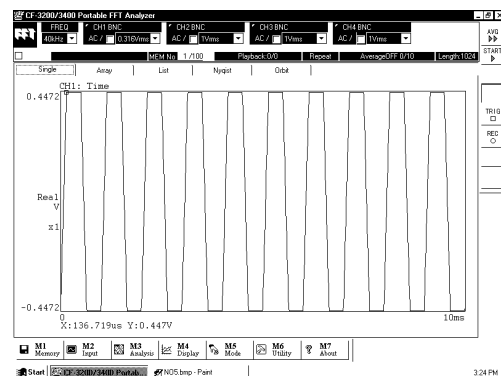 CF-3200/3400 Portable FFT Analyzer
FREQ CH1 BNC CH2 BNC CH3 BNC CH4 BNC AVG
40kHz AC / 0.316Vrms AC / 1Vrms AC / 1Vrms AC / 1Vrms
MEM No. 1 /100 Playback:0/0 Repeat AverageOFF 0/10 Length:1024 START
Single Array List Nyqist Orbit
CH1: Time
0.4472
TRIG
REC
Real
V
x1
-0.4472
0 10ms
X:136.719us Y:0.447V
M1 M2 M3 M4 M5 M6 M7
Memory Input Analysis Display Mode Utility About
Start CF-3200/3400 Portab... NO5.bmp - Paint 3:24 PM